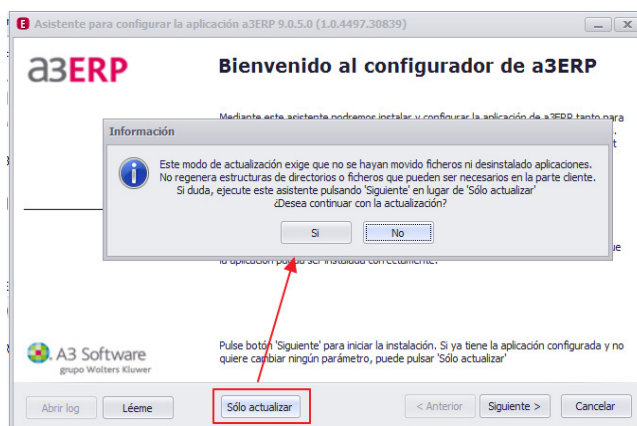 Asistente para configurar la aplicación a3ERP 9.0.5.0 (1.0.4497.30839)
a3ERP
Bienvenido al configurador de a3ERP
Mediante este asistente podremos instalar y configurar la aplicación de a3ERP tanto para
Información
Este modo de actualización exige que no se hayan movido ficheros ni desinstalado aplicaciones.
No regenera estructuras de directorios o ficheros que pueden ser necesarios en la parte cliente.
Si duda, ejecute este asistente pulsando 'Siguiente' en lugar de 'Sólo actualizar'
¿Desea continuar con la actualización?
Si
No
la aplicación pueda ser instalada correctamente.
A3 Software
grupo Wolters Kluwer
Pulse botón 'Siguiente' para iniciar la instalación. Si ya tiene la aplicación configurada y no
quiere cambiar ningún parámetro, puede pulsar 'Sólo actualizar'
Abrir log
Léeme
Sólo actualizar
< Anterior
Siguiente >
Cancelar